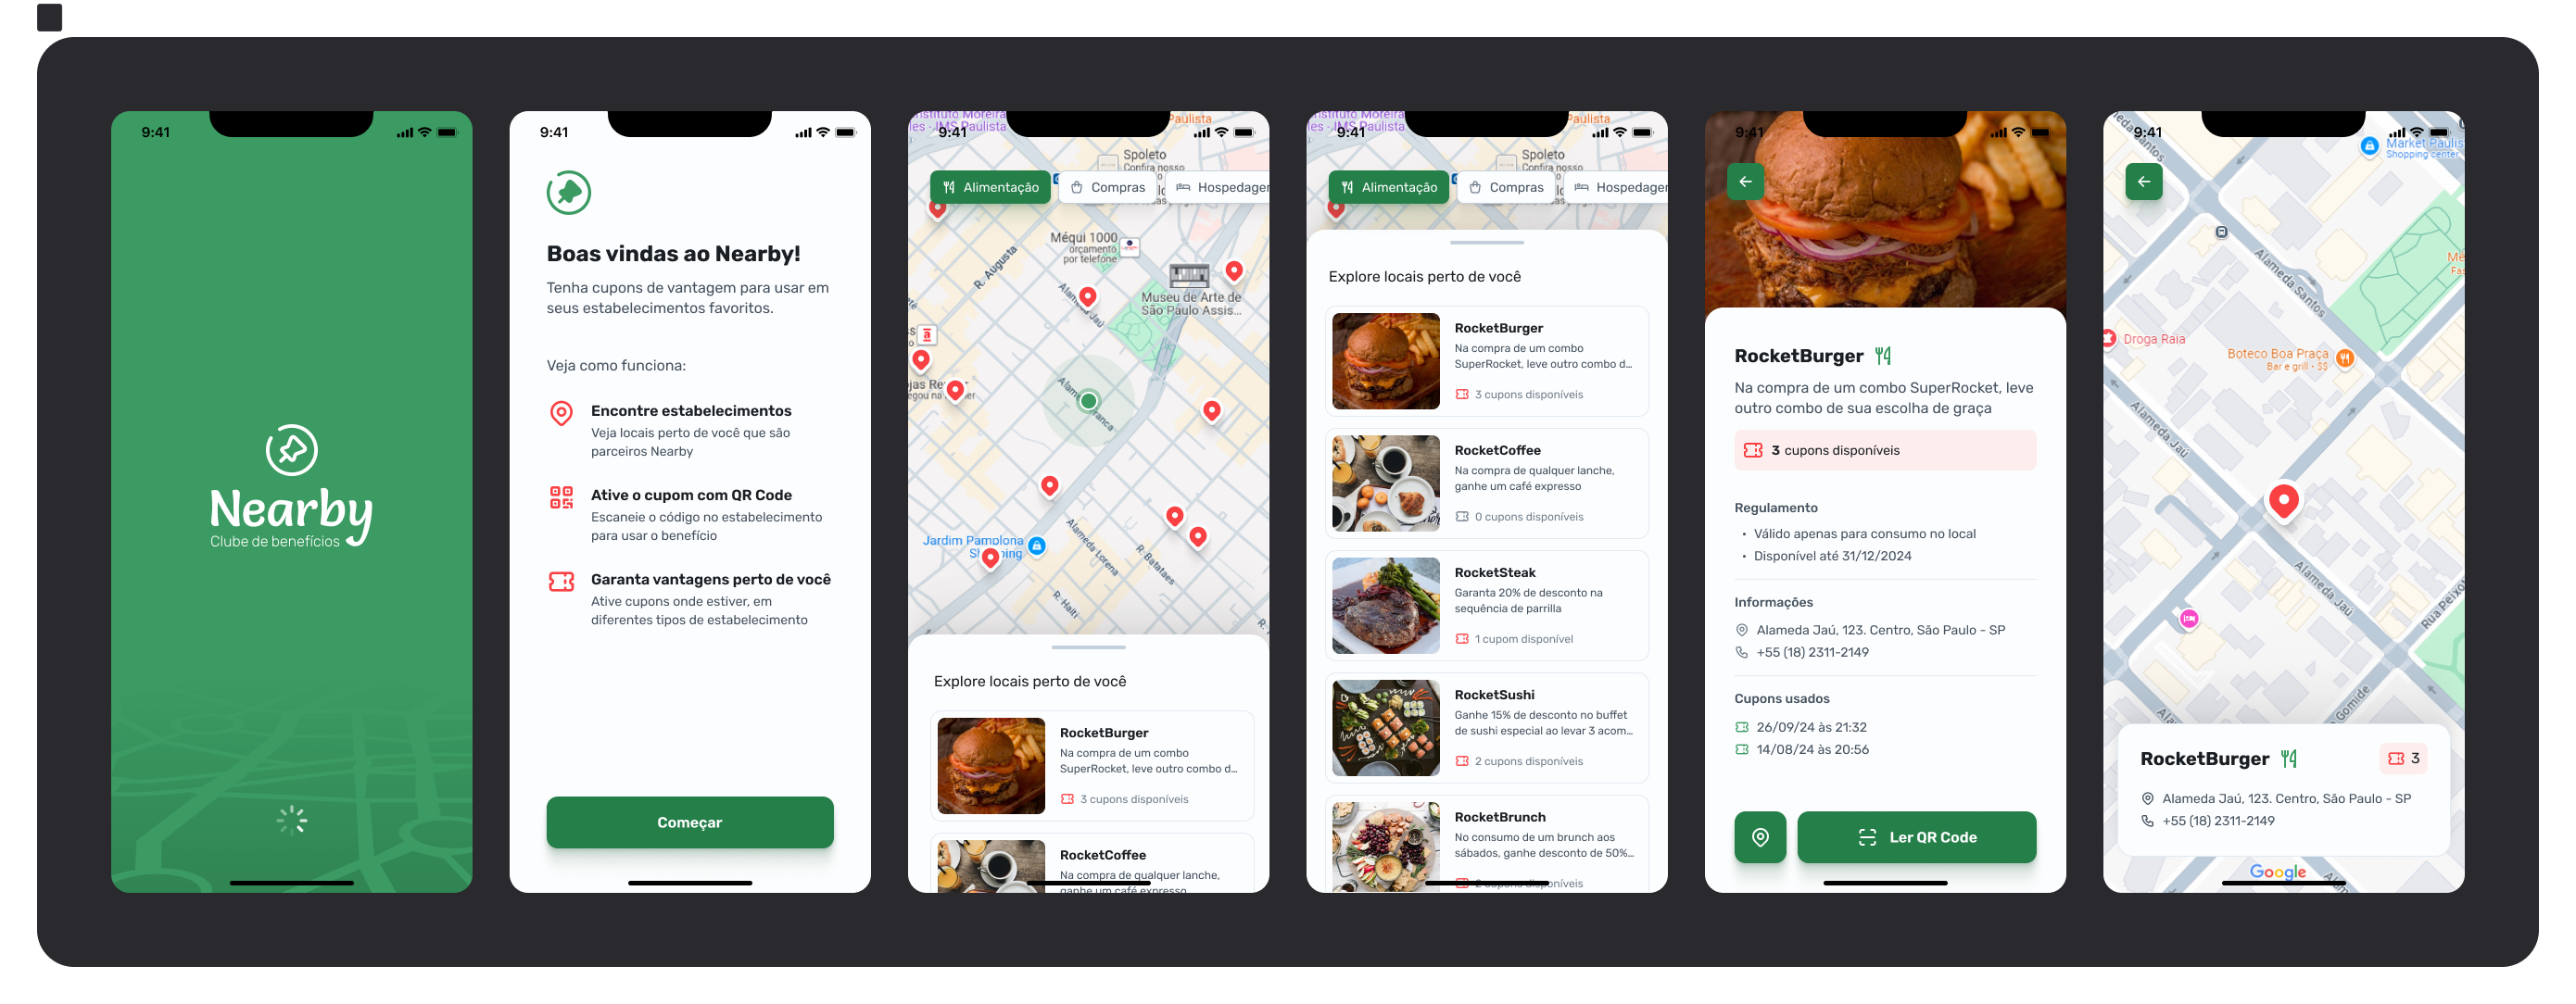 9:41
Nearby
Clube de benefícios
9:41
Boas vindas ao Nearby!
Tenha cupons de vantagem para usar em
seus estabelecimentos favoritos.
Veja como funciona:
Encontre estabelecimentos
Veja locais perto de você que são
parceiros Nearby
Ative o cupom com QR Code
Escaneie o código no estabelecimento
para usar o benefício
Garanta vantagens perto de você
Ative cupons onde estiver, em
diferentes tipos de estabelecimento
Começar
9:41
Paulista
Spoleto
Confira nosso
Alimentação
Compras
Hospedagem
Méqui 1000
orçamento
por telefone
R. Augusta
Museu de Arte de
São Paulo Assis...
Alameda Jaú
Alameda Franca
Jardim Pamplona
Shopping
Alameda Lorena
R. Batataes
R. Haiti
Explore locais perto de você
RocketBurger
Na compra de um combo
SuperRocket, leve outro combo d...
3 cupons disponíveis
RocketCoffee
Na compra de qualquer lanche,
ganhe um café expresso
9:41
Paulista
Spoleto
Confira nosso
Alimentação
Compras
Hospedagem
Explore locais perto de você
RocketBurger
Na compra de um combo
SuperRocket, leve outro combo d...
3 cupons disponíveis
RocketCoffee
Na compra de qualquer lanche,
ganhe um café expresso
0 cupons disponíveis
RocketSteak
Garanta 20% de desconto na
sequência de parrilla
1 cupom disponível
RocketSushi
Ganhe 15% de desconto no buffet
de sushi especial ao levar 3 acom...
2 cupons disponíveis
RocketBrunch
No consumo de um brunch aos
sábados, ganhe desconto de 50%...
2 cupons disponíveis
9:41
RocketBurger
Na compra de um combo SuperRocket, leve
outro combo de sua escolha de graça
3 cupons disponíveis
Regulamento
• Válido apenas para consumo no local
• Disponível até 31/12/2024
Informações
Alameda Jaú, 123. Centro, São Paulo - SP
+55 (18) 2311-2149
Cupons usados
26/09/24 às 21:32
14/08/24 às 20:56
Ler QR Code
9:41
Alameda Santos
Market Paulis
Shopping center
Alameda Santos
Droga Raia
Boteco Boa Praça
Bar e grill • $$
Alameda Jaú
Alameda Jaú
Rua Peixo
Gomide
RocketBurger
3
Alameda Jaú, 123. Centro, São Paulo - SP
+55 (18) 2311-2149
Google